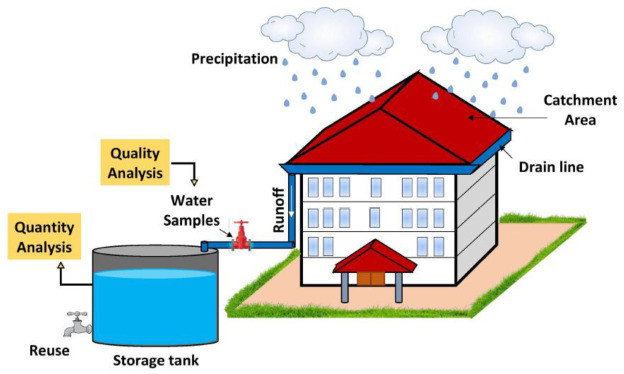 Precipitation
Catchment
Area
Drain line
Quality
Analysis
Water
Samples
Runoff
Quantity
Analysis
Reuse
Storage tank